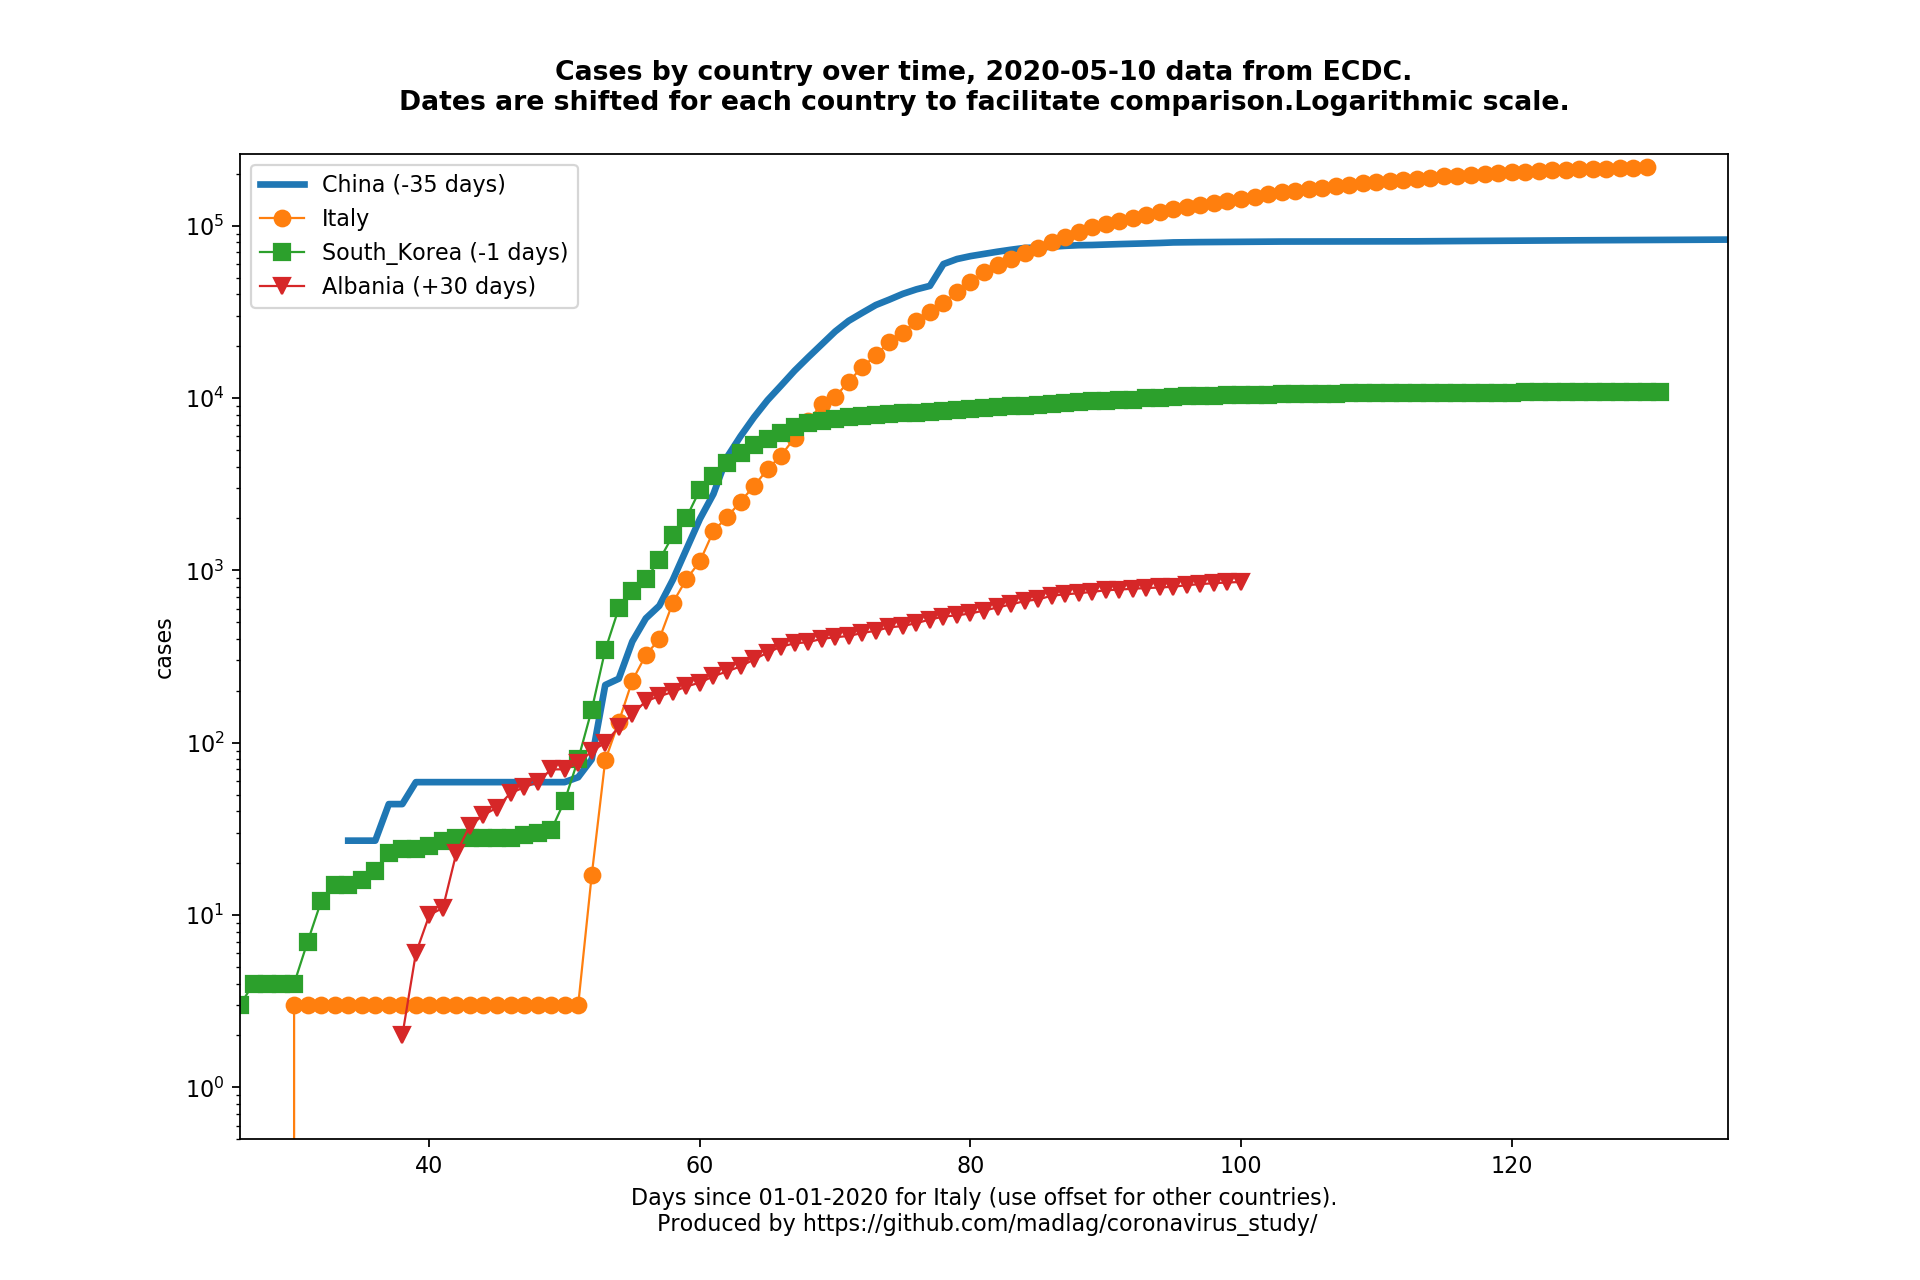 Cases by country over time, 2020-05-10 data from ECDC.
Dates are shifted for each country to facilitate comparison.Logarithmic scale.
China (-35 days)
Italy
South_Korea (-1 days)
Albania (+30 days)
10^5
10^4
10^3
10^2
10^1
10^0
cases
40 60 80 100 120
Days since 01-01-2020 for Italy (use offset for other countries).
Produced by https://github.com/madlag/coronavirus_study/